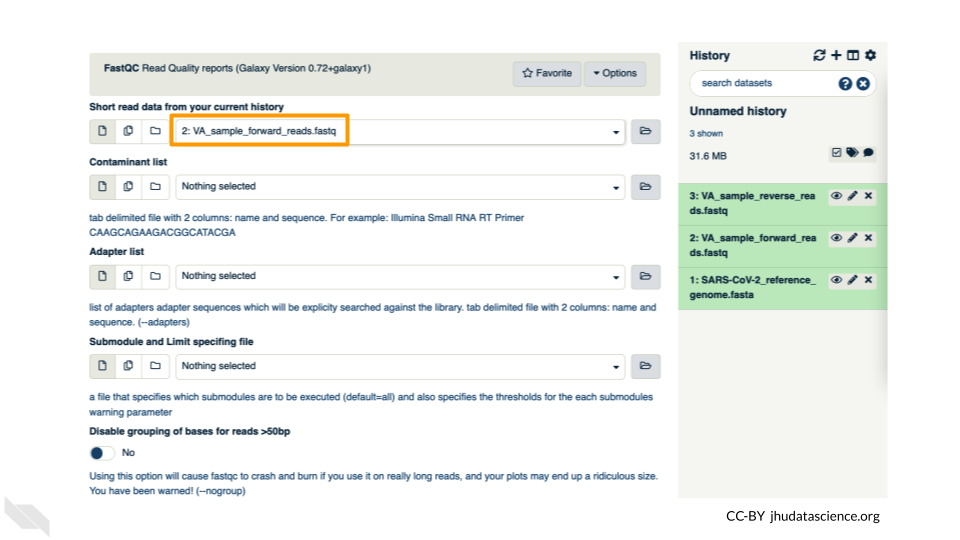 FastQC Read Quality reports (Galaxy Version 0.72+galaxy1)
Favorite
Options
Short read data from your current history
2: VA_sample_forward_reads.fastq
Contaminant list
Nothing selected
tab delimited file with 2 columns: name and sequence. For example: Illumina Small RNA RT Primer
CAAGCAGAAGACGGCATACGA
Adapter list
Nothing selected
list of adapters adapter sequences which will be explicity searched against the library. tab delimited file with 2 columns: name and
sequence. (--adapters)
Submodule and Limit specifing file
Nothing selected
a file that specifies which submodules are to be executed (default=all) and also specifies the thresholds for the each submodules
warning parameter
Disable grouping of bases for reads >50bp
No
Using this option will cause fastqc to crash and burn if you use it on really long reads, and your plots may end up a ridiculous size.
You have been warned! (--nogroup)
History
search datasets
Unnamed history
3 shown
31.6 MB
3: VA_sample_reverse_rea
ds.fastq
2: VA_sample_forward_rea
ds.fastq
1: SARS-CoV-2_reference_
genome.fasta
CC-BY jhudatascience.org